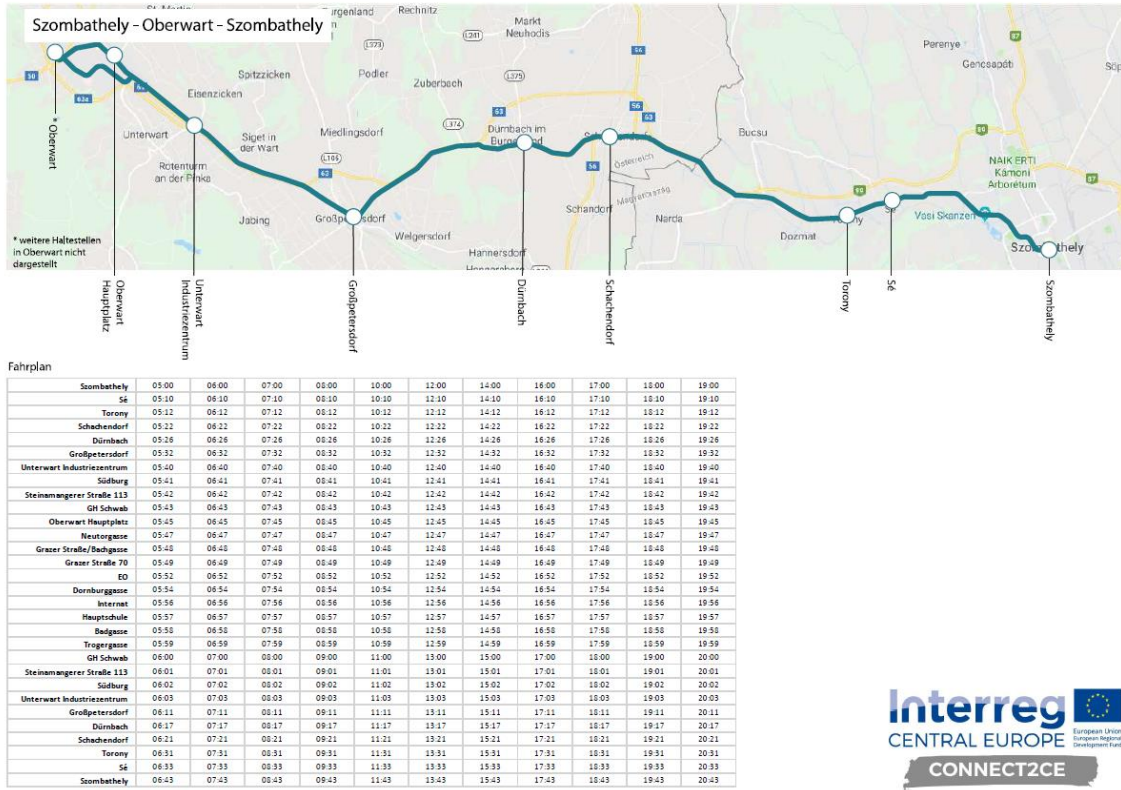 Szombathely - Oberwart - Szombathely
Rechnitz
Markt
Neuhodis
L241
L373
56
87
Perenye
Gencsapáti
50
Spitzzicken
Podler
Zuberbach
L375
63
63a
Eisenzicken
56
63
Unterwart
Siget in
der Wart
Miedlingsdorf
L374
Dürnbach im
Bucsu
89
* Oberwart
Rotenturm
an der Pinka
L106
63
56
Österreich
Magyarország
NAIK ERTI
Kámoni
Arborétum
87
Jabing
Welgersdorf
Schandorf
Narda
89
Dozmat
Vasi Skanzen
Hannersdorf
* weitere Haltestellen
in Oberwart nicht
dargestellt
Oberwart
Hauptplatz
Unterwart
Industriezentrum
Großpetersdorf
Dürnbach
Schachendorf
Torony
Sé
Szombathely
Fahrplan
Szombathely 05:00 06:00 07:00 08:00 10:00 12:00 14:00 16:00 17:00 18:00 19:00
Sé 05:10 06:10 07:10 08:10 10:10 12:10 14:10 16:10 17:10 18:10 19:10
Torony 05:12 06:12 07:12 08:12 10:12 12:12 14:12 16:12 17:12 18:12 19:12
Schachendorf 05:22 06:22 07:22 08:22 10:22 12:22 14:22 16:22 17:22 18:22 19:22
Dürnbach 05:26 06:26 07:26 08:26 10:26 12:26 14:26 16:26 17:26 18:26 19:26
Großpetersdorf 05:32 06:32 07:32 08:32 10:32 12:32 14:32 16:32 17:32 18:32 19:32
Unterwart Industriezentrum 05:40 06:40 07:40 08:40 10:40 12:40 14:40 16:40 17:40 18:40 19:40
Südburg 05:41 06:41 07:41 08:41 10:41 12:41 14:41 16:41 17:41 18:41 19:41
Steinamangerer Straße 113 05:42 06:42 07:42 08:42 10:42 12:42 14:42 16:42 17:42 18:42 19:42
GH Schwab 05:43 06:43 07:43 08:43 10:43 12:43 14:43 16:43 17:43 18:43 19:43
Oberwart Hauptplatz 05:45 06:45 07:45 08:45 10:45 12:45 14:45 16:45 17:45 18:45 19:45
Neutorgasse 05:47 06:47 07:47 08:47 10:47 12:47 14:47 16:47 17:47 18:47 19:47
Grazer Straße/Bachgasse 05:48 06:48 07:48 08:48 10:48 12:48 14:48 16:48 17:48 18:48 19:48
Grazer Straße 70 05:49 06:49 07:49 08:49 10:49 12:49 14:49 16:49 17:49 18:49 19:49
EO 05:52 06:52 07:52 08:52 10:52 12:52 14:52 16:52 17:52 18:52 19:52
Dornburggasse 05:54 06:54 07:54 08:54 10:54 12:54 14:54 16:54 17:54 18:54 19:54
Internat 05:56 06:56 07:56 08:56 10:56 12:56 14:56 16:56 17:56 18:56 19:56
Hauptschule 05:57 06:57 07:57 08:57 10:57 12:57 14:57 16:57 17:57 18:57 19:57
Badgasse 05:58 06:58 07:58 08:58 10:58 12:58 14:58 16:58 17:58 18:58 19:58
Trogergasse 05:59 06:59 07:59 08:59 10:59 12:59 14:59 16:59 17:59 18:59 19:59
GH Schwab 06:00 07:00 08:00 09:00 11:00 13:00 15:00 17:00 18:00 19:00 20:00
Steinamangerer Straße 113 06:01 07:01 08:01 09:01 11:01 13:01 15:01 17:01 18:01 19:01 20:01
Südburg 06:02 07:02 08:02 09:02 11:02 13:02 15:02 17:02 18:02 19:02 20:02
Unterwart Industriezentrum 06:03 07:03 08:03 09:03 11:03 13:03 15:03 17:03 18:03 19:03 20:03
Großpetersdorf 06:11 07:11 08:11 09:11 11:11 13:11 15:11 17:11 18:11 19:11 20:11
Dürnbach 06:17 07:17 08:17 09:17 11:17 13:17 15:17 17:17 18:17 19:17 20:17
Schachendorf 06:21 07:21 08:21 09:21 11:21 13:21 15:21 17:21 18:21 19:21 20:21
Torony 06:31 07:31 08:31 09:31 11:31 13:31 15:31 17:31 18:31 19:31 20:31
Sé 06:33 07:33 08:33 09:33 11:33 13:33 15:33 17:33 18:33 19:33 20:33
Szombathely 06:43 07:43 08:43 09:43 11:43 13:43 15:43 17:43 18:43 19:43 20:43
Interreg
CENTRAL EUROPE
European Union
European Regional
Development Fund
CONNECT2CE